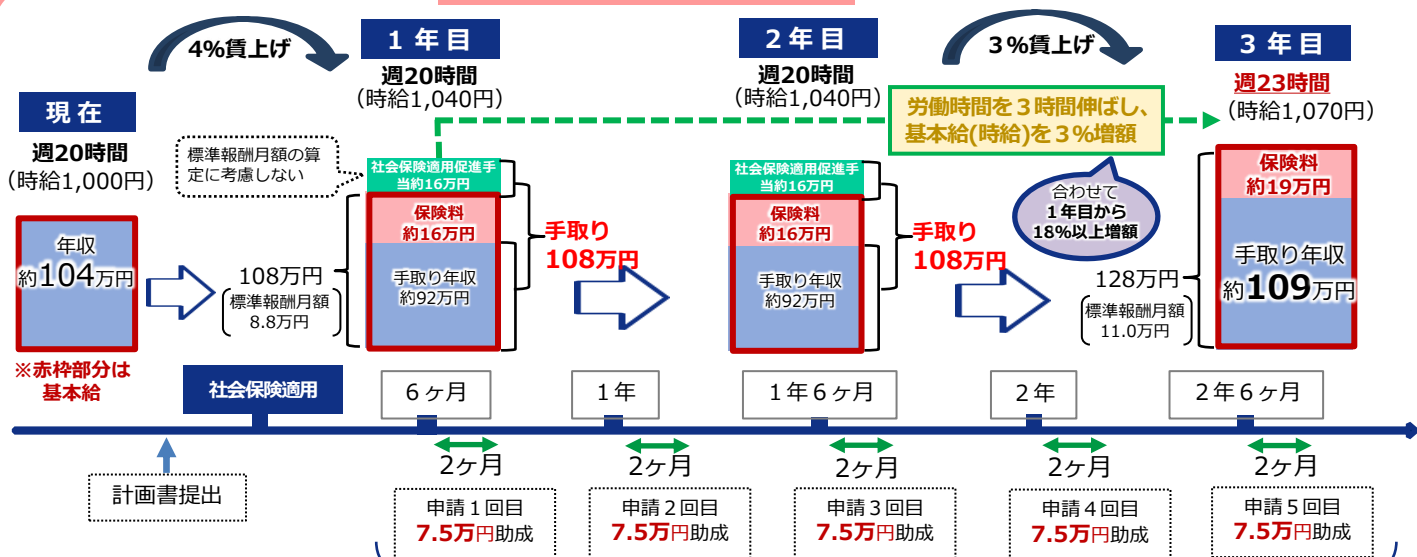 4%賃上げ
１年目
週20時間
（時給1,040円）
２年目
週20時間
（時給1,040円）
３%賃上げ
３年目
週23時間
（時給1,070円）
現在
週20時間
（時給1,000円）
年収
約104万円
※赤枠部分は
基本給
標準報酬月額の算
定に考慮しない
労働時間を３時間伸ばし、
基本給(時給)を３%増額
合わせて
１年目から
18%以上増額
社会保険適用促進手
当約16万円
保険料
約16万円
手取り年収
約92万円
108万円
標準報酬月額
8.8万円
手取り
108万円
社会保険適用促進手
当約16万円
保険料
約16万円
手取り年収
約92万円
手取り
108万円
128万円
標準報酬月額
11.0万円
保険料
約19万円
手取り年収
約109万円
社会保険適用
６ヶ月
１年
１年６ヶ月
２年
２年６ヶ月
計画書提出
2ヶ月
2ヶ月
2ヶ月
2ヶ月
2ヶ月
申請１回目
7.5万円助成
申請２回目
7.5万円助成
申請３回目
7.5万円助成
申請４回目
7.5万円助成
申請５回目
7.5万円助成